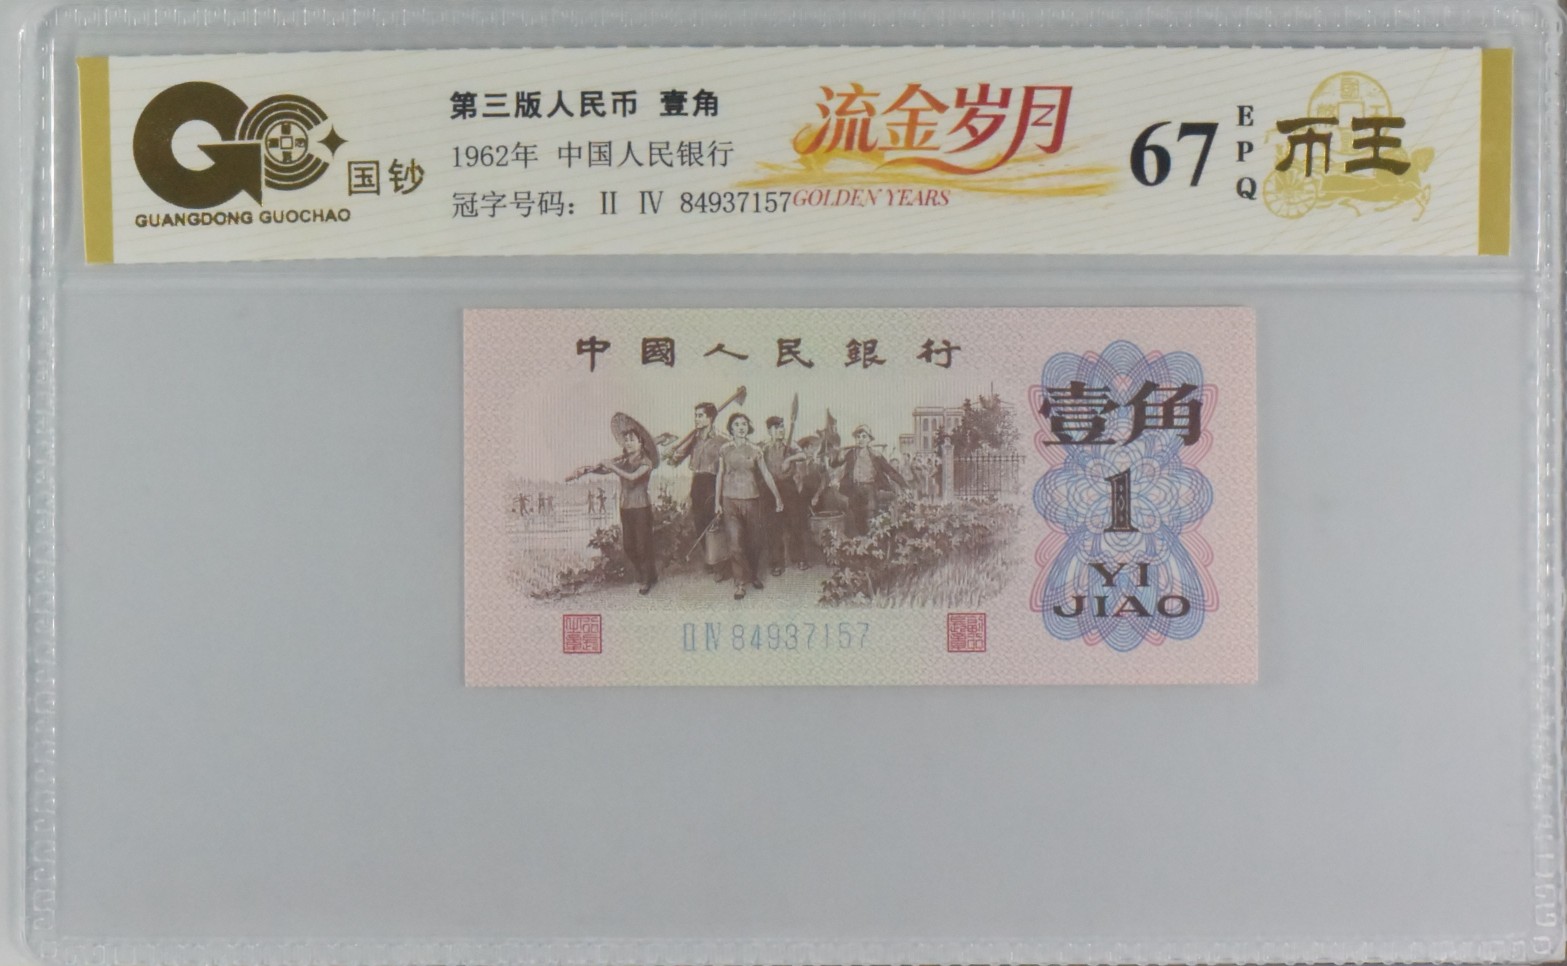 国钞
GUANGDONG GUOCHAO
第三版人民币 壹角
1962年 中国人民银行
冠字号码： II IV 84937157
流金岁月
GOLDEN YEARS
67
EPQ
币王
中國人民銀行
壹角
1
YI
JIAO
II IV 84937157